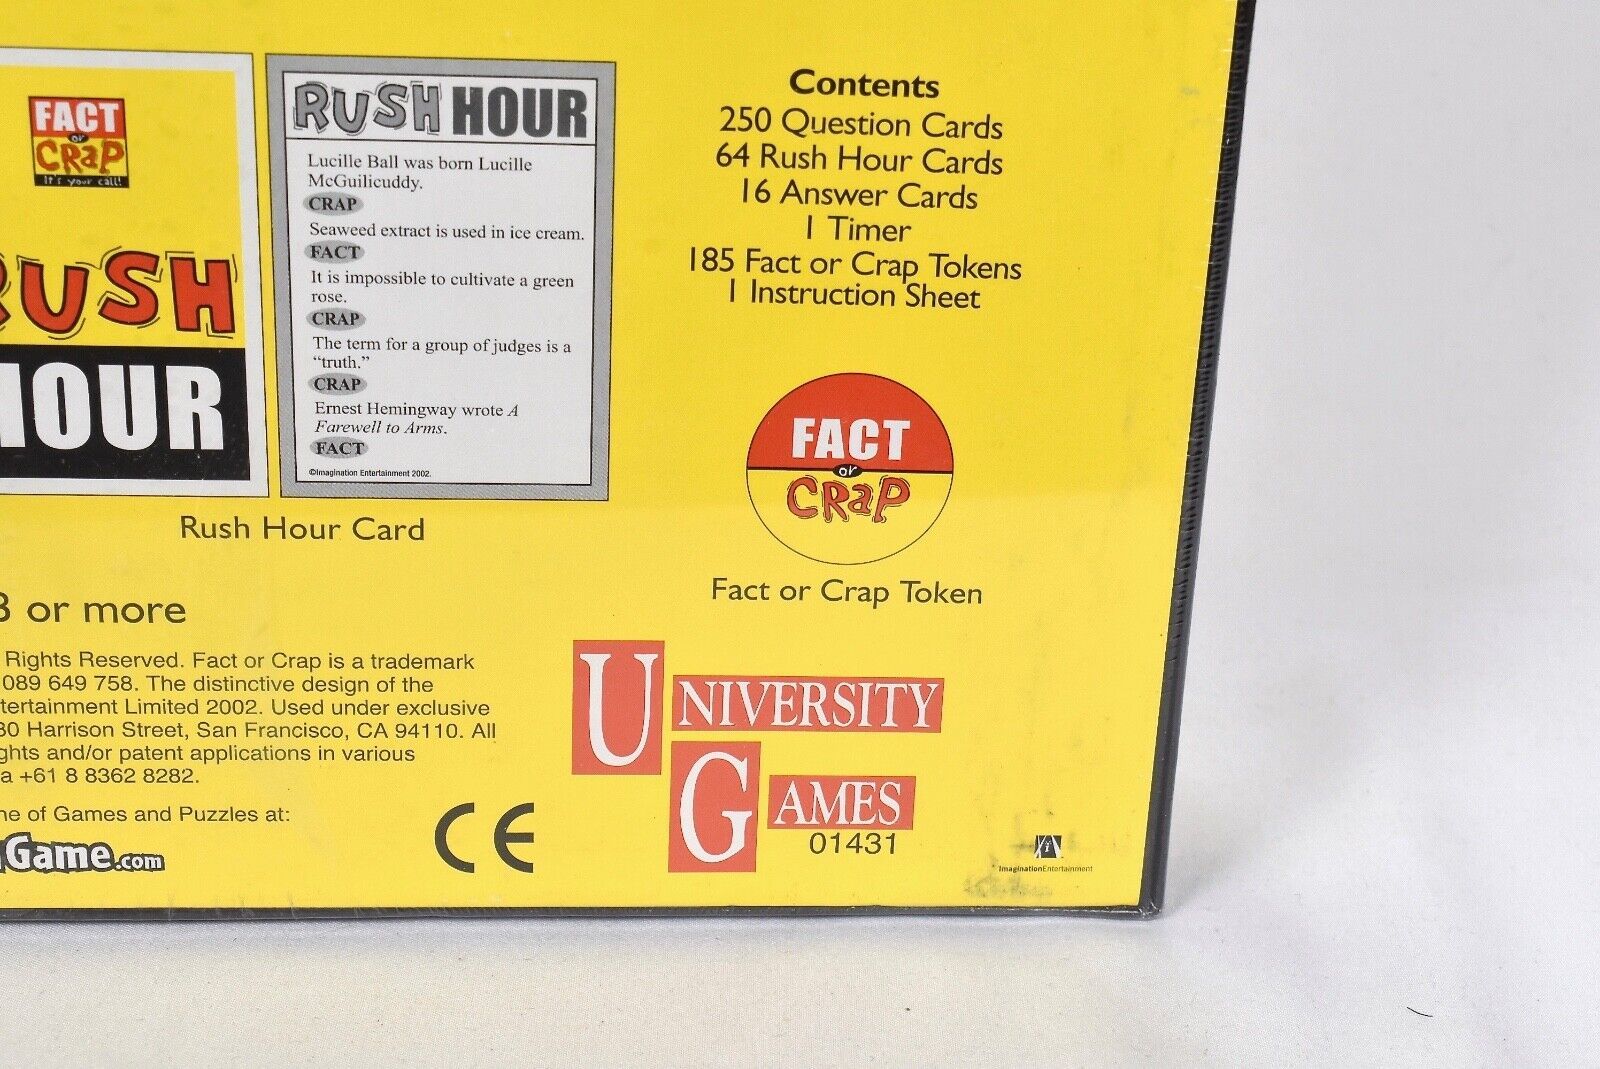 FACT
or
CRAP
It's your call!
RUSH
HOUR
RUSH HOUR
Lucille Ball was born Lucille
McGuilicuddy.
CRAP
Seaweed extract is used in ice cream.
FACT
It is impossible to cultivate a green
rose.
CRAP
The term for a group of judges is a
“truth.”
CRAP
Ernest Hemingway wrote A
Farewell to Arms.
FACT
©Imagination Entertainment 2002.
Rush Hour Card
Contents
250 Question Cards
64 Rush Hour Cards
16 Answer Cards
1 Timer
185 Fact or Crap Tokens
1 Instruction Sheet
FACT
or
CRAP
Fact or Crap Token
or more
Rights Reserved. Fact or Crap is a trademark
089 649 758. The distinctive design of the
tertainment Limited 2002. Used under exclusive
30 Harrison Street, San Francisco, CA 94110. All
ghts and/or patent applications in various
a +61 8 8362 8282.
ne of Games and Puzzles at:
Game.com
CE
UNIVERSITY
GAMES
01431
ImaginationEntertainment